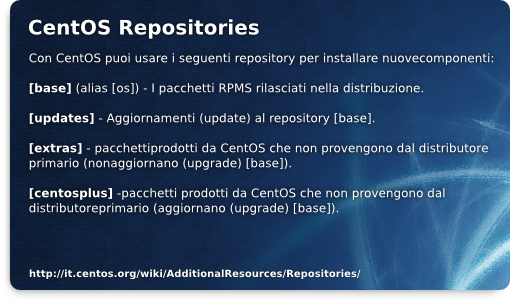 CentOS Repositories
Con CentOS puoi usare i seguenti repository per installare nuovecomponenti:
[base] (alias [os]) - I pacchetti RPMS rilasciati nella distribuzione.
[updates] - Aggiornamenti (update) al repository [base].
[extras] - pacchettiprodotti da CentOS che non provengono dal distributore
primario (nonaggiornano (upgrade) [base]).
[centosplus] -pacchetti prodotti da CentOS che non provengono dal
distributoreprimario (aggiornano (upgrade) [base]).
http://it.centos.org/wiki/AdditionalResources/Repositories/